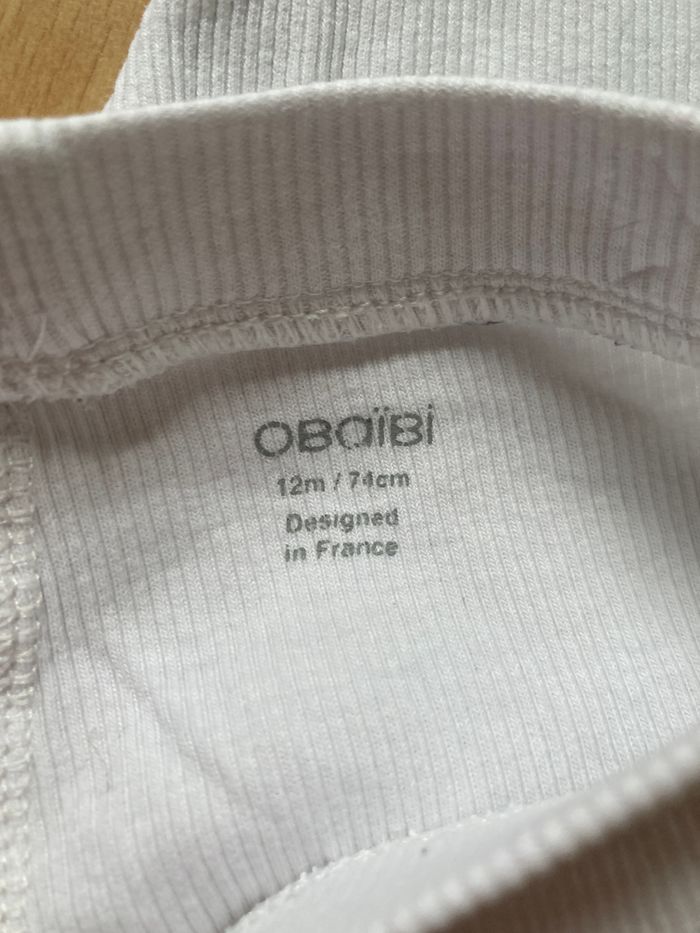 OBaïBi
12m / 74cm
Designed
in France